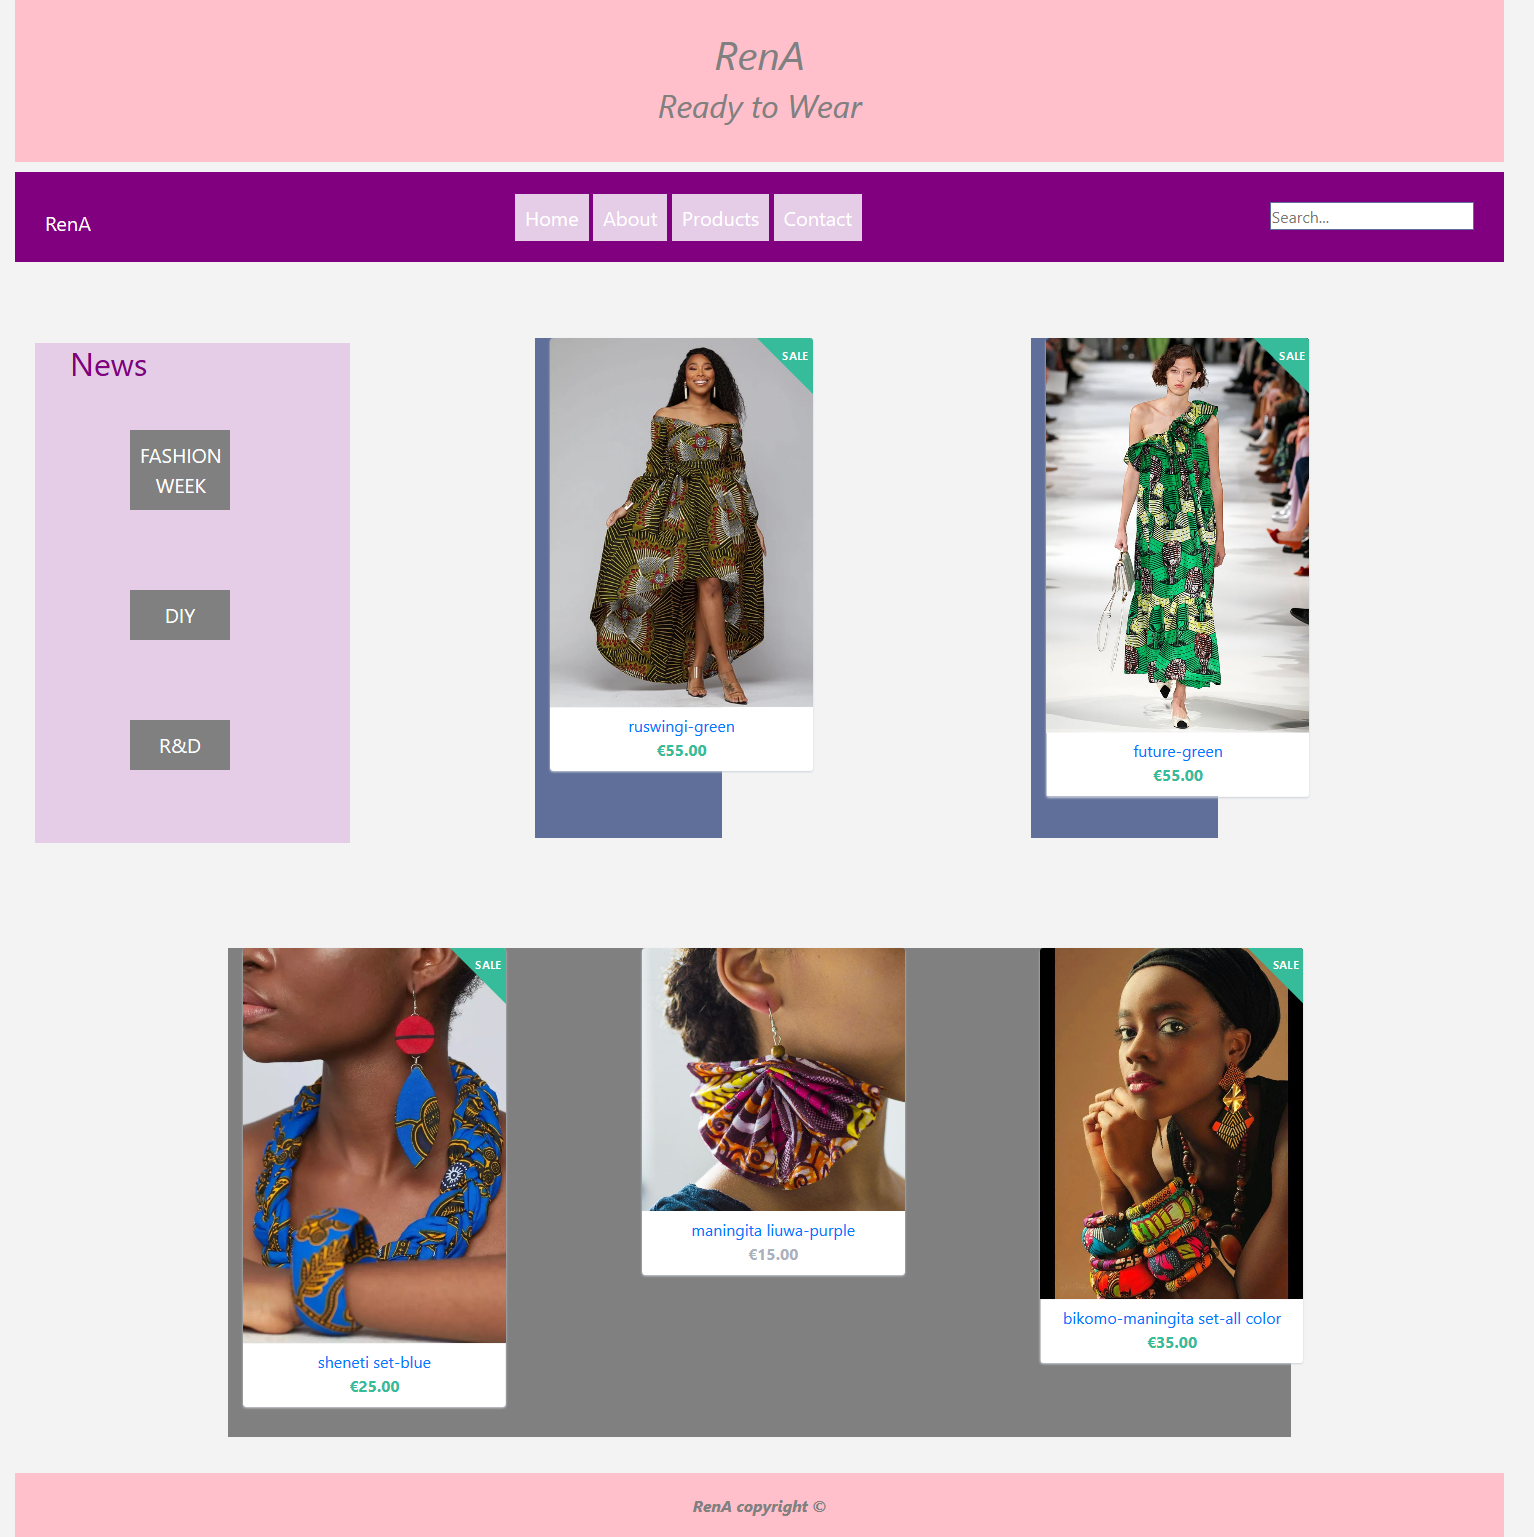 RenA
Ready to Wear
RenA
Home
About
Products
Contact
Search...
News
FASHION
WEEK
DIY
R&D
SALE
ruswingi-green
€55.00
SALE
future-green
€55.00
SALE
sheneti set-blue
€25.00
maningita liuwa-purple
€15.00
SALE
bikomo-maningita set-all color
€35.00
RenA copyright ©